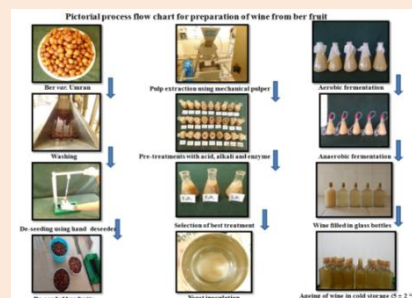 Pictorial process flow chart for preparation of wine from ber fruit
Ber var. Umran
Washing
De-seeding using hand deseeder
Pulp extraction using mechanical pulper
Pre-treatments with acid, alkali and enzyme
Selection of best treatment
Yeast inoculation
Aerobic fermentation
Anaerobic fermentation
Wine filled in glass bottles
Ageing of wine in cold storage (5 ± 2 °